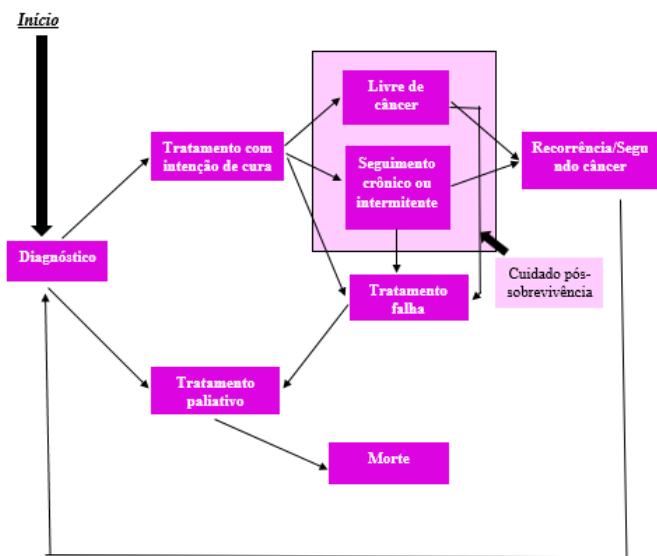 Início
Livre de
câncer
Tratamento com
intenção de cura
Recorrência/Segu
ndo câncer
Seguimento
crônico ou
intermitente
Diagnóstico
Cuidado pós-
sobrevivência
Tratamento
falha
Tratamento
paliativo
Morte